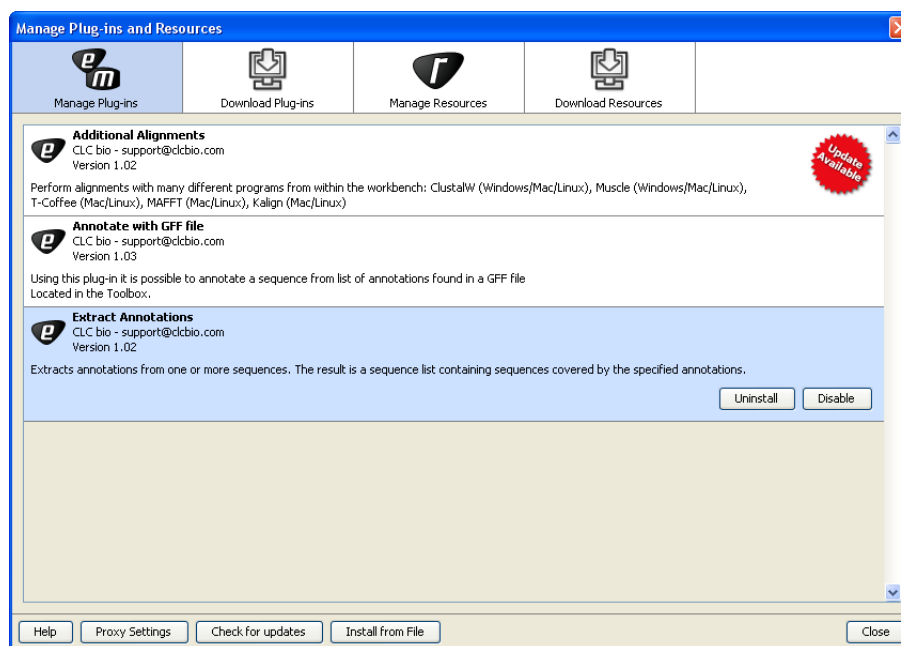 Manage Plug-ins and Resources
Manage Plug-ins
Download Plug-ins
Manage Resources
Download Resources
Additional Alignments
CLC bio - support@clcbio.com
Version 1.02
Update Available
Perform alignments with many different programs from within the workbench: ClustalW (Windows/Mac/Linux), Muscle (Windows/Mac/Linux),
T-Coffee (Mac/Linux), MAFFT (Mac/Linux), Kalign (Mac/Linux)
Annotate with GFF file
CLC bio - support@clcbio.com
Version 1.03
Using this plug-in it is possible to annotate a sequence from list of annotations found in a GFF file
Located in the Toolbox.
Extract Annotations
CLC bio - support@clcbio.com
Version 1.02
Extracts annotations from one or more sequences. The result is a sequence list containing sequences covered by the specified annotations.
Uninstall
Disable
Help
Proxy Settings
Check for updates
Install from File
Close